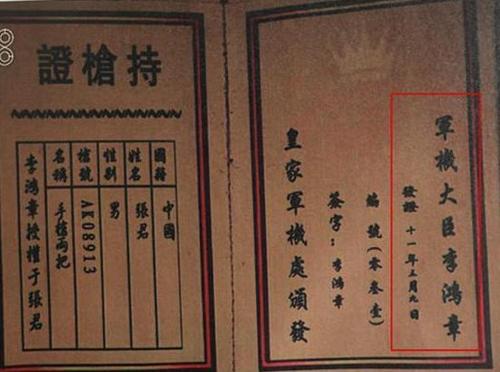 軍機大臣李鴻章
發證 十一年三月九日
編號(零叁壹)
簽字:李鴻章
皇家軍機處頒發
持槍證
國籍 中國
姓名 張君
性别 男
槍號 AK08913
名稱 手槍兩把
李鴻章授權于張君